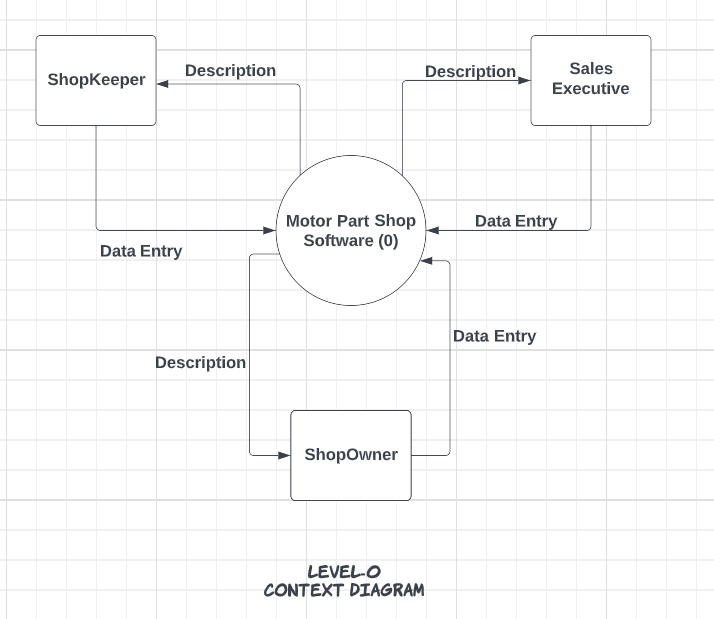 Description
Description
Sales
Executive
ShopKeeper
Motor Part Shop
Software (0)
Data Entry
Data Entry
Data Entry
Description
ShopOwner
LEVEL-O
CONTEXT DIAGRAM